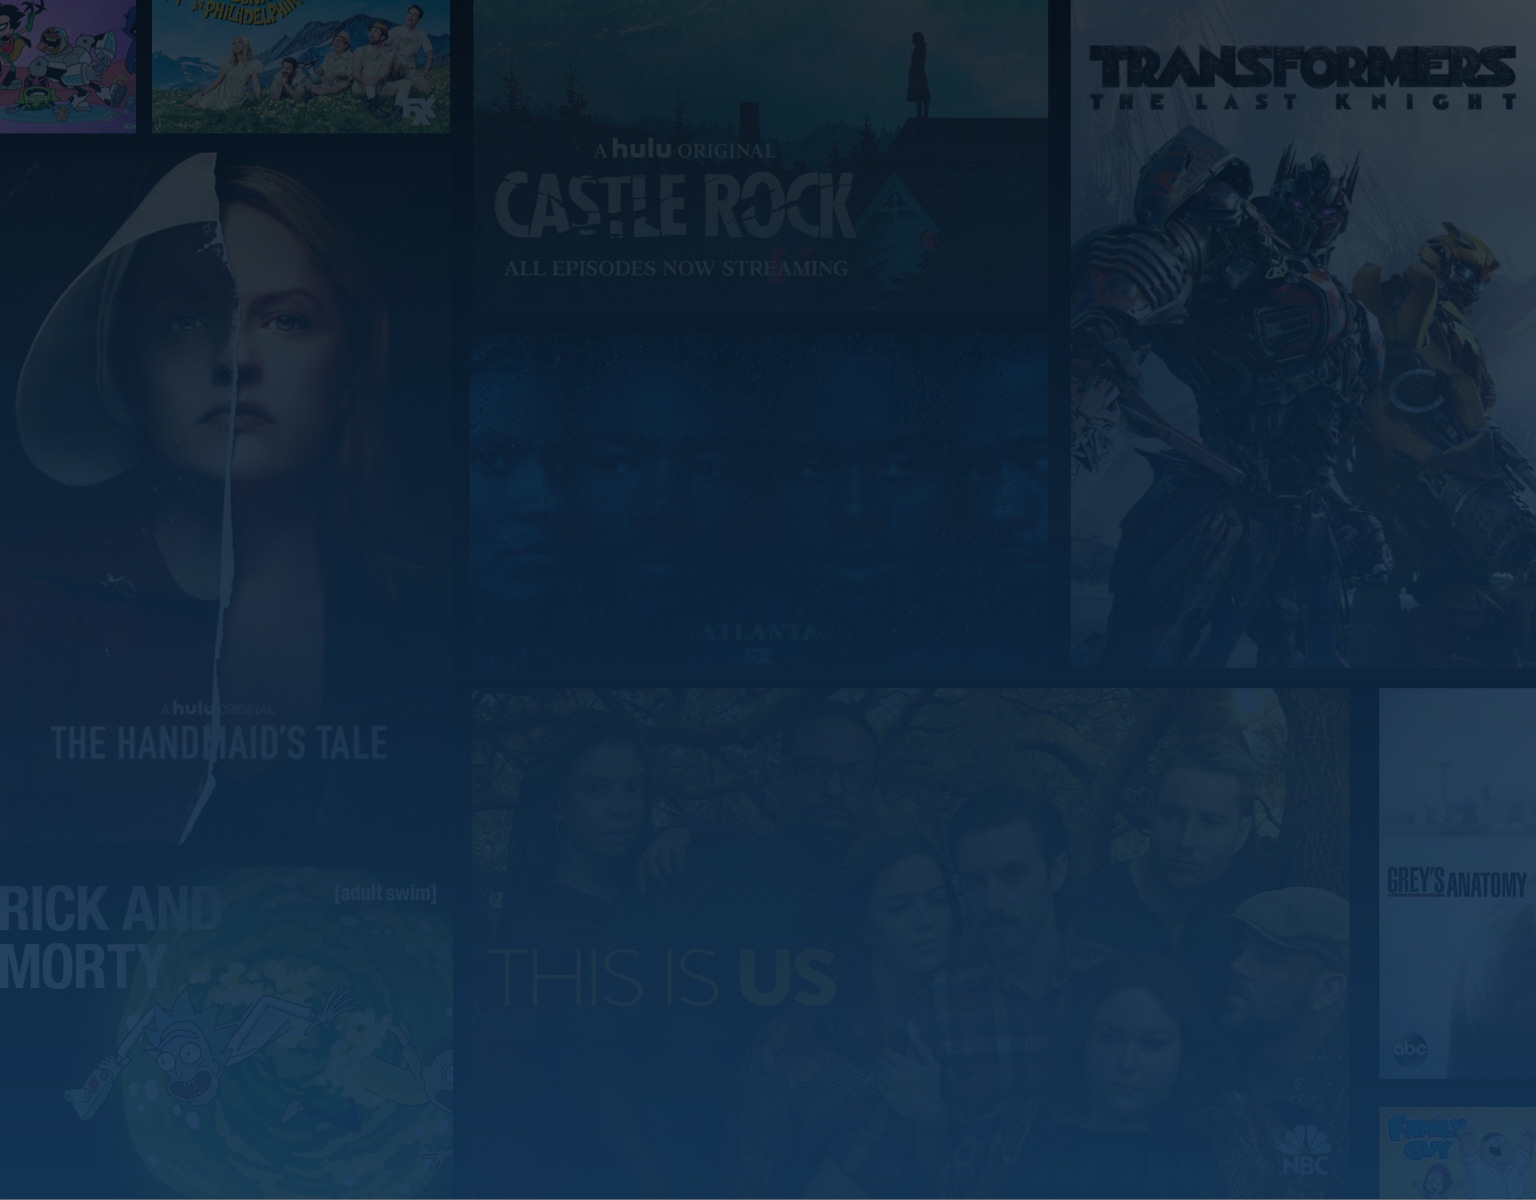 PHILADELPHIA
FX
A hulu ORIGINAL
CASTLE ROCK
ALL EPISODES NOW STREAMING
TRANSFORMERS
THE LAST KNIGHT
ATLANTA
FX
A hulu ORIGINAL
THE HANDMAID'S TALE
RICK AND
MORTY
[adult swim]
THIS IS US
NBC
GREY'S ANATOMY
abc
FAMILY
GUY